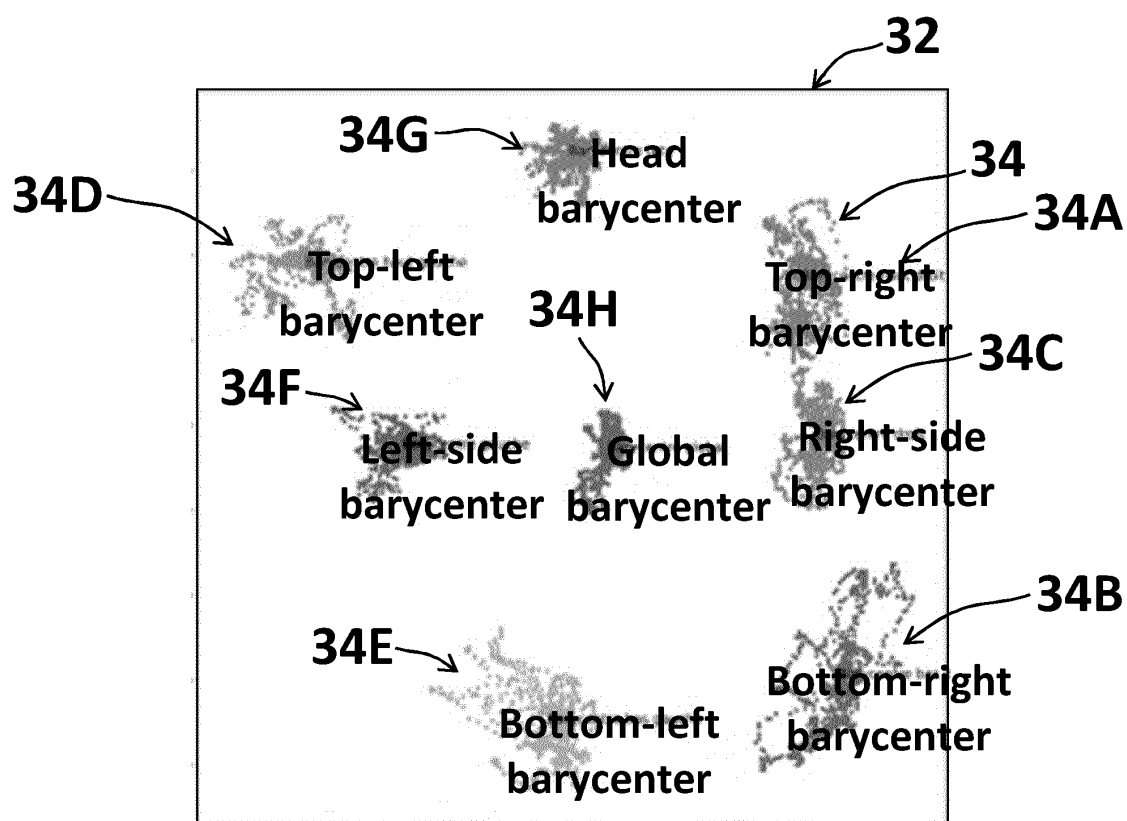 32
34G
Head
barycenter
34
34D
34A
Top-left
barycenter
Top-right
barycenter
34H
34C
34F
Left-side
barycenter
Global
barycenter
Right-side
barycenter
34B
34E
Bottom-left
barycenter
Bottom-right
barycenter